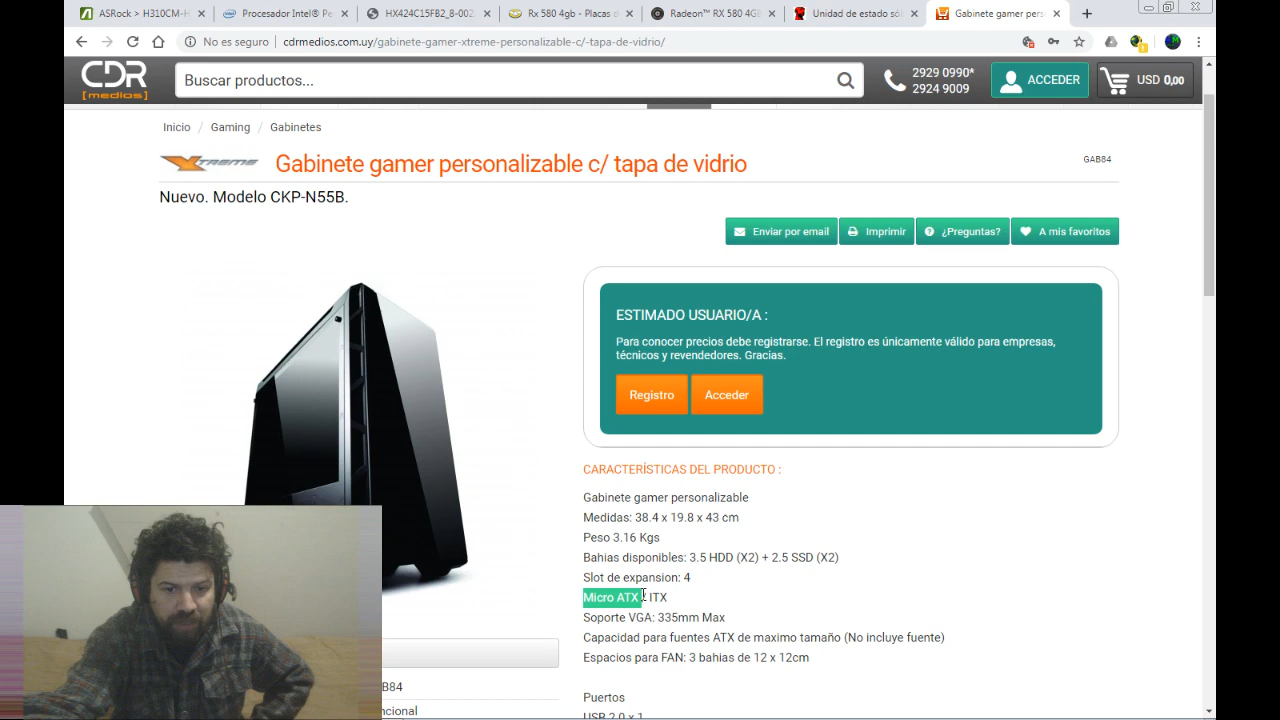 ASRock > H310CM-H
Procesador Intel® Pe
HX424C15FB2_8-002.
Rx 580 4gb - Placas d
Radeon™ RX 580 4G
Unidad de estado sól
Gabinete gamer pers
No es seguro
cdrmedios.com.uy/gabinete-gamer-xtreme-personalizable-c/-tapa-de-vidrio/
CDR
[medios]
Buscar productos...
2929 0990*
2924 9009
ACCEDER
USD 0,00
Inicio / Gaming / Gabinetes
XTREME
Gabinete gamer personalizable c/ tapa de vidrio
GAB84
Nuevo. Modelo CKP-N55B.
Enviar por email
Imprimir
¿Preguntas?
A mis favoritos
ESTIMADO USUARIO/A :
Para conocer precios debe registrarse. El registro es únicamente válido para empresas,
técnicos y revendedores. Gracias.
Registro
Acceder
CARACTERÍSTICAS DEL PRODUCTO :
Gabinete gamer personalizable
Medidas: 38.4 x 19.8 x 43 cm
Peso 3.16 Kgs
Bahias disponibles: 3.5 HDD (X2) + 2.5 SSD (X2)
Slot de expansion: 4
Micro ATX ITX
Soporte VGA: 335mm Max
Capacidad para fuentes ATX de maximo tamaño (No incluye fuente)
Espacios para FAN: 3 bahias de 12 x 12cm
AB84
Puertos
ncional
USB 2.0 x 1